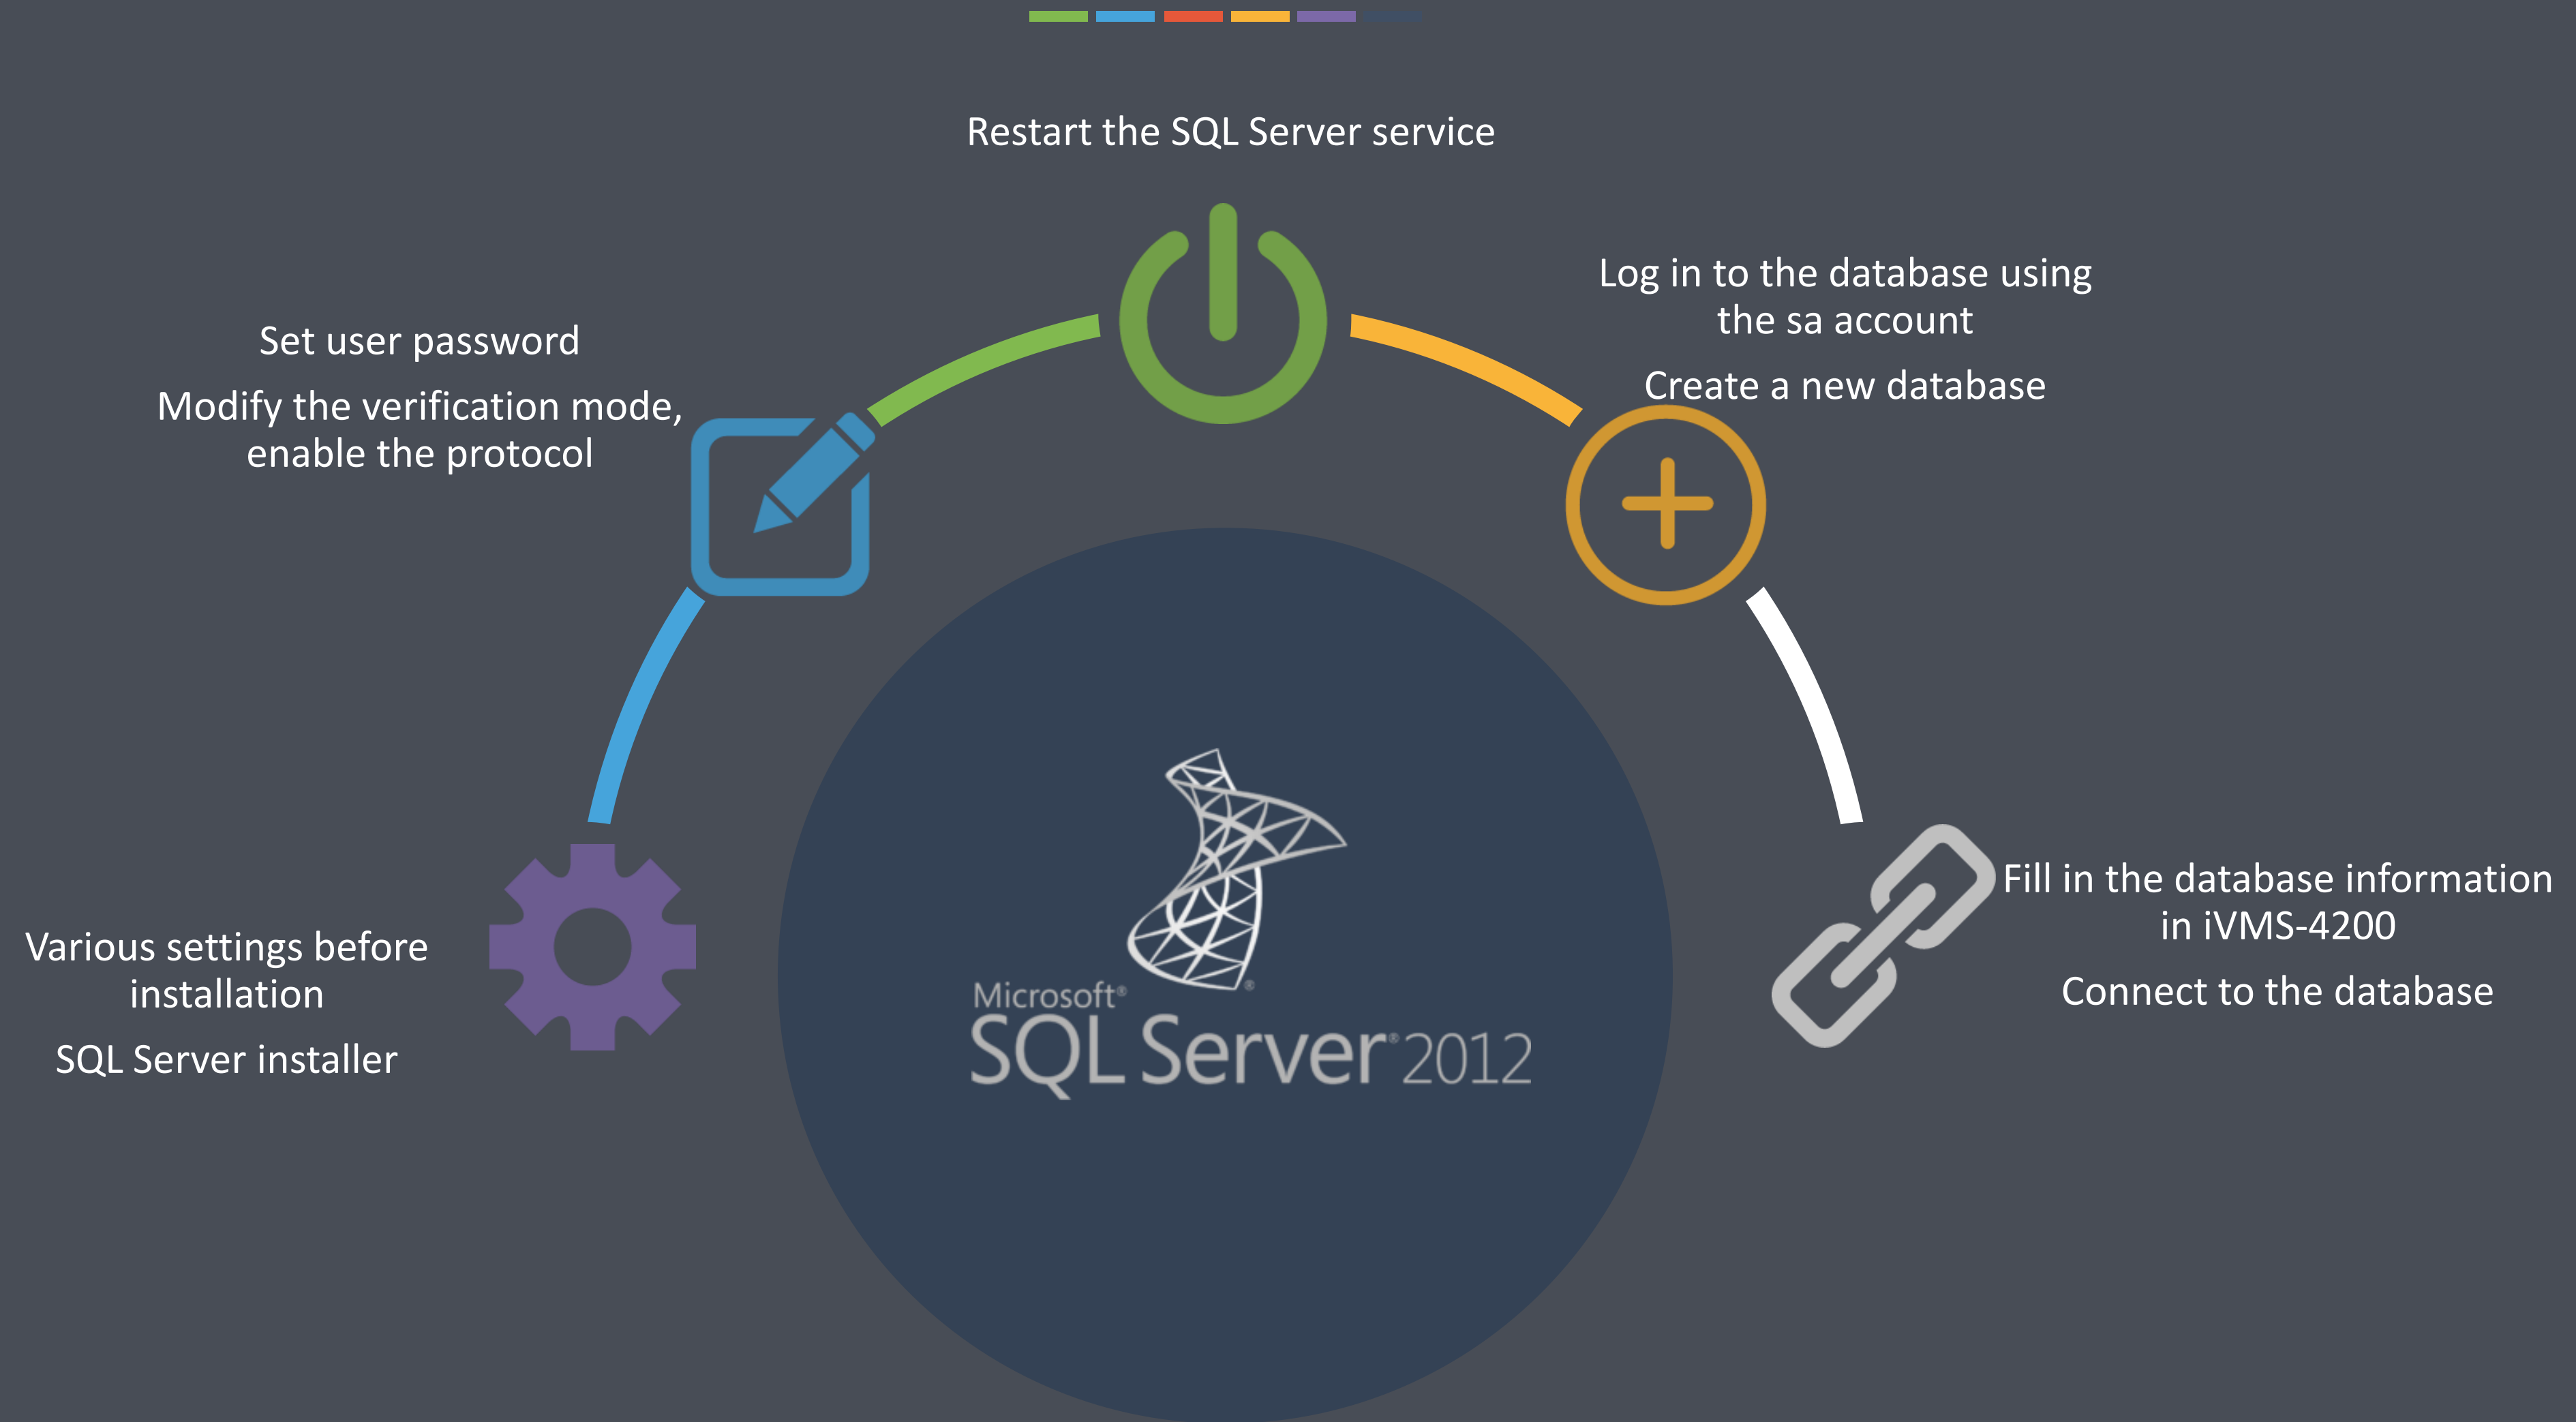 Restart the SQL Server service
Log in to the database using
the sa account
Create a new database
Set user password
Modify the verification mode,
enable the protocol
Various settings before
installation
SQL Server installer
Fill in the database information
in iVMS-4200
Connect to the database
Microsoft®
SQL Server® 2012